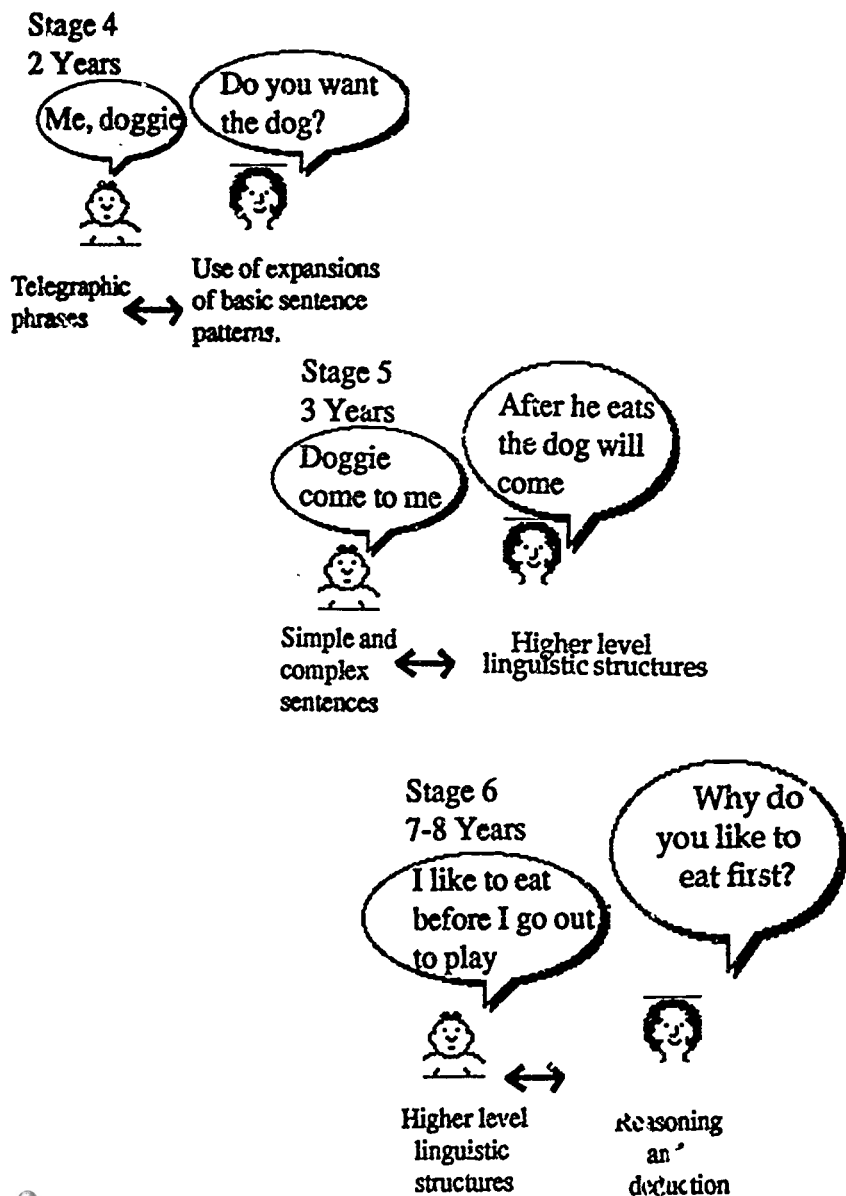 Stage 4
2 Years
Me, doggie
Do you want
the dog?
Telegraphic
phrases
Use of expansions
of basic sentence
patterns.
Stage 5
3 Years
Doggie
come to me
After he eats
the dog will
come
Simple and
complex
sentences
Higher level
linguistic structures
Stage 6
7-8 Years
I like to eat
before I go out
to play
Why do
you like to
eat first?
Higher level
linguistic
structures
Reasoning
and
deduction